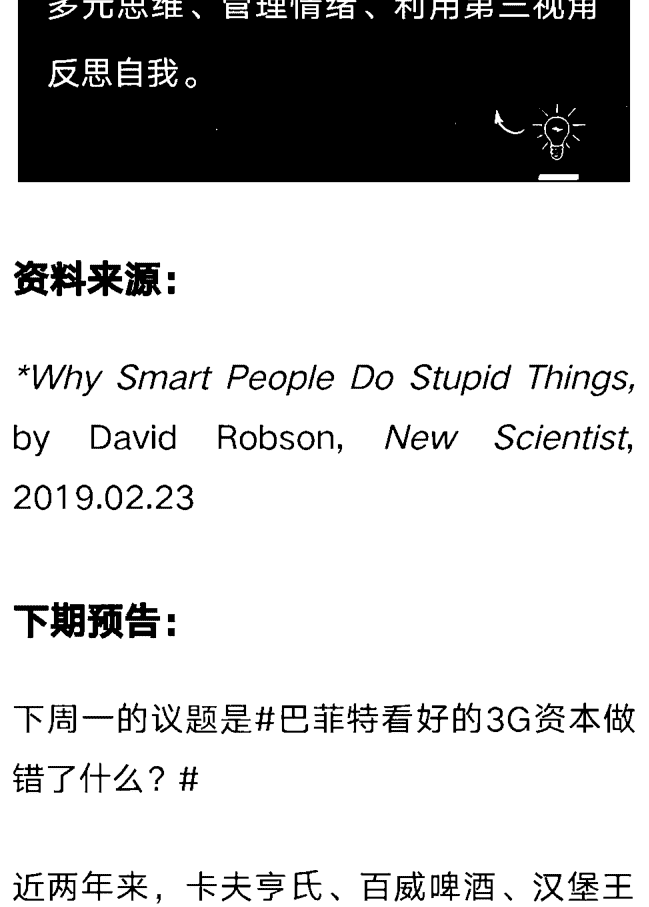 多元思维、管理情绪、利用第三视角
反思自我。
资料来源：
*Why Smart People Do Stupid Things,
by David Robson, New Scientist,
2019.02.23
下期预告：
下周一的议题是#巴菲特看好的3G资本做
错了什么？#
近两年来，卡夫亨氏、百威啤酒、汉堡王